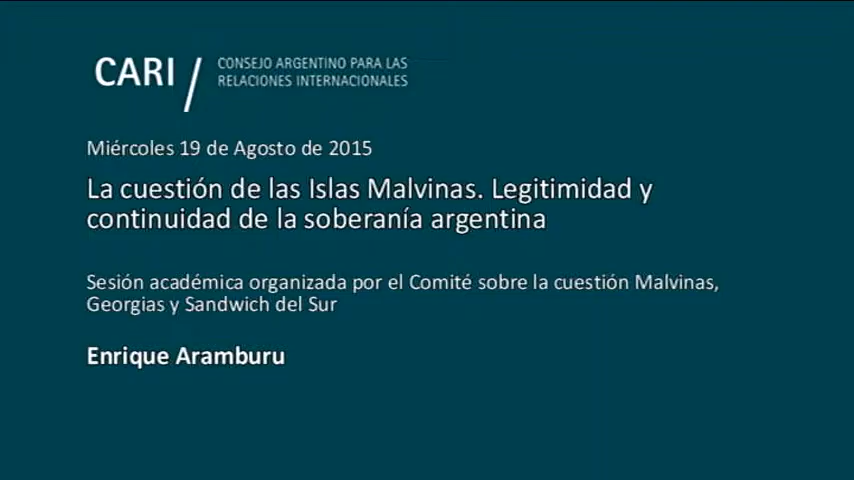 CARI / CONSEJO ARGENTINO PARA LAS
RELACIONES INTERNACIONALES
Miércoles 19 de Agosto de 2015
La cuestión de las Islas Malvinas. Legitimidad y
continuidad de la soberanía argentina
Sesión académica organizada por el Comité sobre la cuestión Malvinas,
Georgias y Sandwich del Sur
Enrique Aramburu